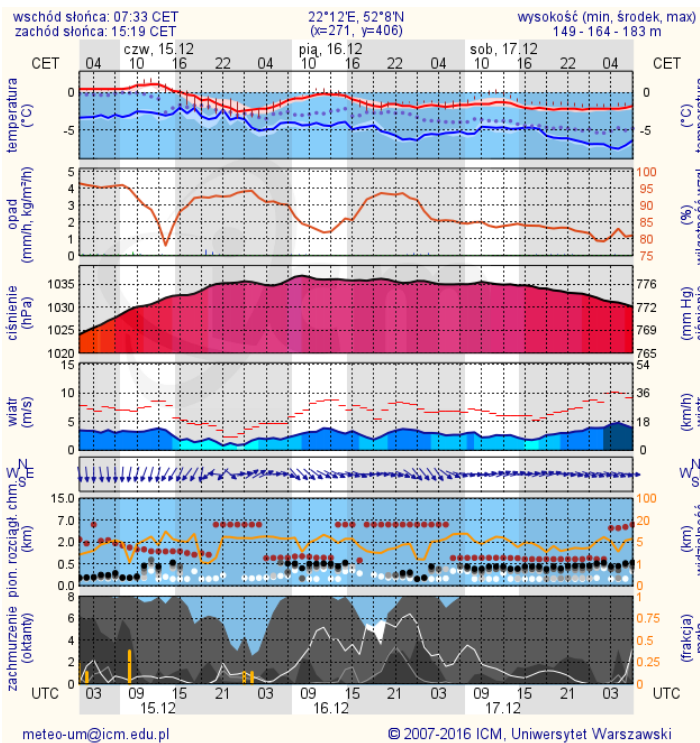 wschód słońca: 07:33 CET 22°12'E, 52°8'N wysokość (min, środek, max)
zachód słońca: 15:19 CET (x=271, y=406) 149 - 164 - 183 m
czw, 15.12 pią, 16.12 sob, 17.12
CET 04 10 16 22 04 10 16 22 04 10 16 22 04 CET
temperatura (°C)
0 0
-5 -5
opad (mm/h, kg/m²/h)
5 4 3 2 1 0
100 95 90 85 80 75
(%)
ciśnienie (hPa)
1035 1030 1025 1020
776 772 769 765
(mm Hg)
wiatr (m/s)
15 10 5 0
54 36 18 0
(km/h)
N W E S
N W S
pion. rozciągł. chm. (km)
15.0 7.0 2.0 0.5 0.0
100 20 5 1 0
(km)
zachmurzenie (oktanty)
8 6 4 2 0
1 0.75 0.5 0.25 0
(frakcja)
UTC 03 09 15 21 03 09 15 21 03 09 15 21 03 UTC
15.12 16.12 17.12
meteo-um@icm.edu.pl © 2007-2016 ICM, Uniwersytet Warszawski